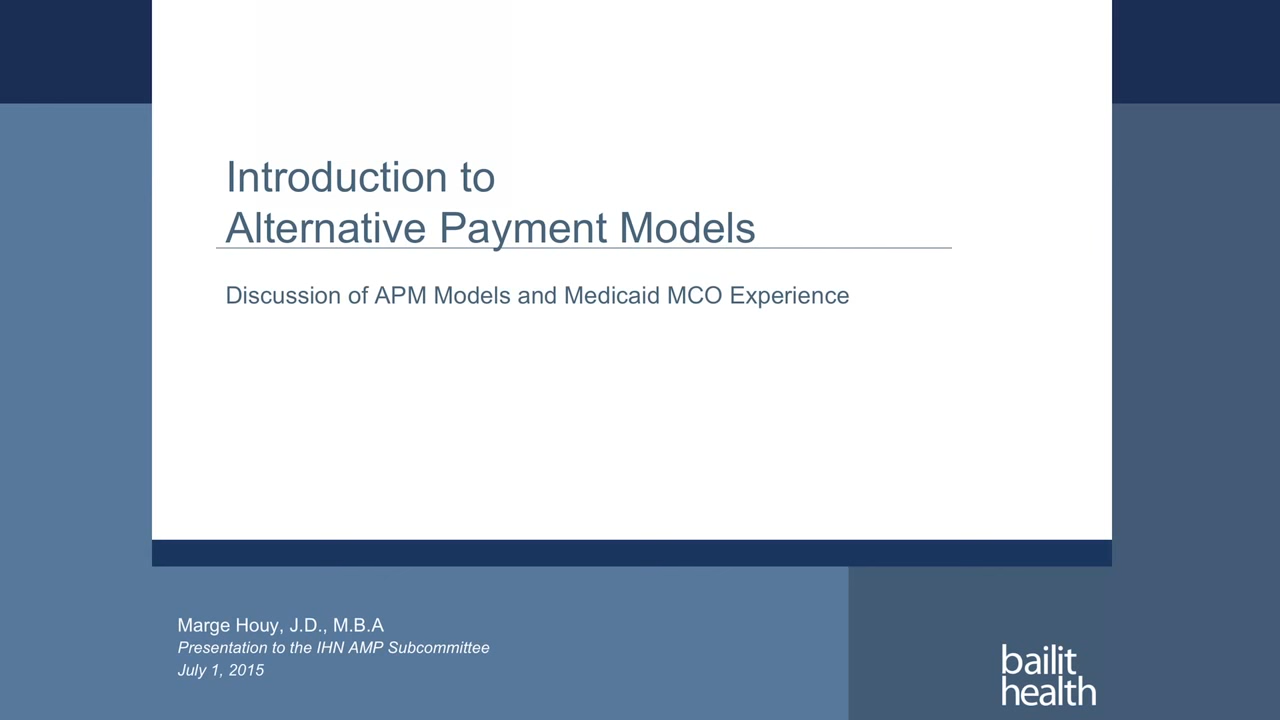 Introduction to
Alternative Payment Models
Discussion of APM Models and Medicaid MCO Experience
Marge Houy, J.D., M.B.A
Presentation to the IHN AMP Subcommittee
July 1, 2015
bailit
health